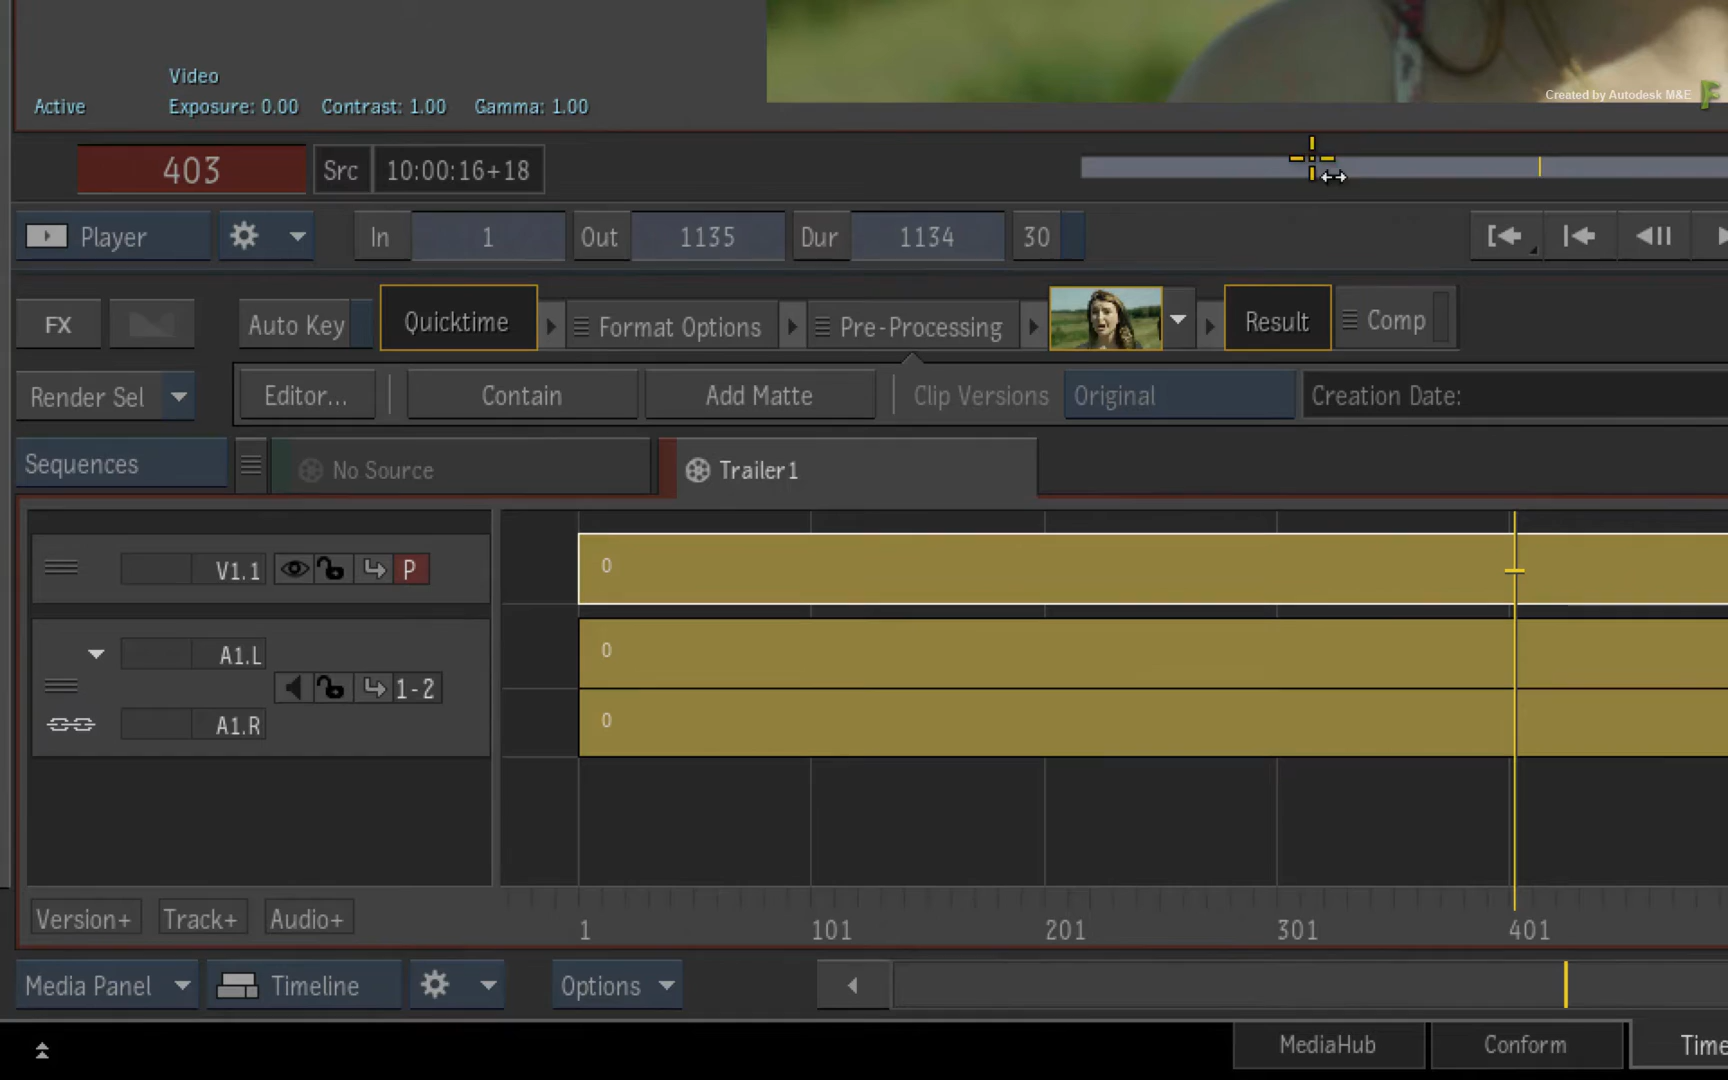 Video
Active Exposure: 0.00 Contrast: 1.00 Gamma: 1.00
Created by Autodesk M&E
403 Src 10:00:16+18
Player In 1 Out 1135 Dur 1134 30
FX Auto Key Quicktime Format Options Pre-Processing Result Comp
Render Sel Editor... Contain Add Matte Clip Versions Original Creation Date:
Sequences No Source Trailer1
V1.1 P 0
A1.L 0
1-2
A1.R 0
Version+ Track+ Audio+ 1 101 201 301 401
Media Panel Timeline Options
MediaHub Conform Time